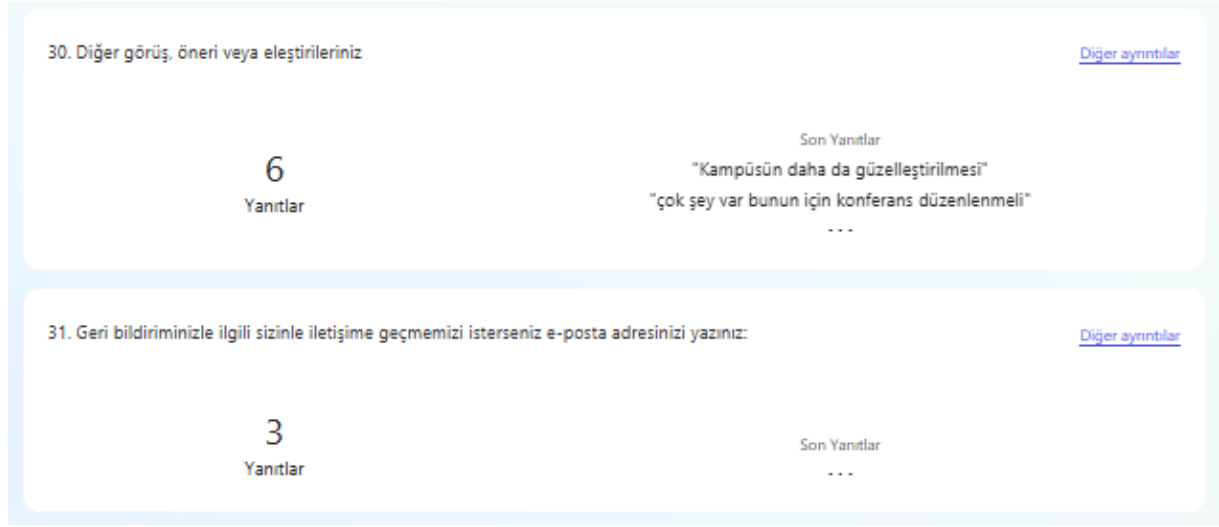 30. Diğer görüş, öneri veya eleştirileriniz
Diğer ayrıntılar
6
Yanıtlar
Son Yanıtlar
"Kampüsün daha da güzelleştirilmesi"
"çok şey var bunun için konferans düzenlenmeli"
- - -
31. Geri bildiriminizle ilgili sizinle iletişime geçmemizi isterseniz e-posta adresinizi yazınız:
Diğer ayrıntılar
3
Yanıtlar
Son Yanıtlar
- - -